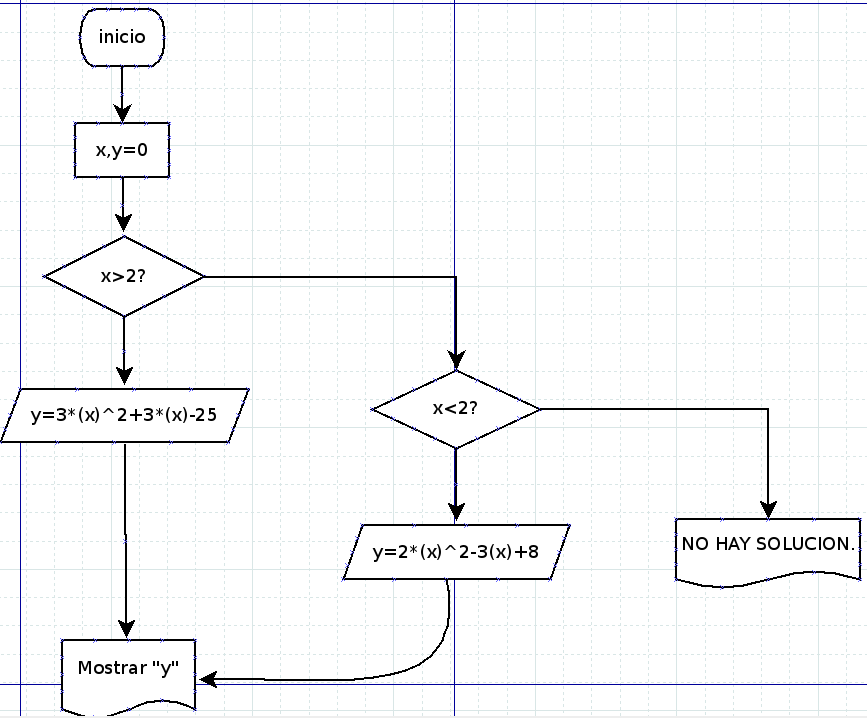 inicio
x,y=0
x>2?
y=3*(x)^2+3*(x)-25
x<2?
y=2*(x)^2-3(x)+8
NO HAY SOLUCION.
Mostrar "y"